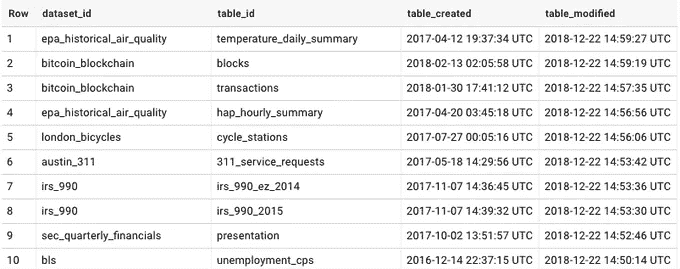 Row dataset_id table_id table_created table_modified
1 epa_historical_air_quality temperature_daily_summary 2017-04-12 19:37:34 UTC 2018-12-22 14:59:27 UTC
2 bitcoin_blockchain blocks 2018-02-13 02:05:58 UTC 2018-12-22 14:59:19 UTC
3 bitcoin_blockchain transactions 2018-01-30 17:41:12 UTC 2018-12-22 14:57:35 UTC
4 epa_historical_air_quality hap_hourly_summary 2017-04-20 03:45:18 UTC 2018-12-22 14:56:56 UTC
5 london_bicycles cycle_stations 2017-07-27 00:05:16 UTC 2018-12-22 14:56:06 UTC
6 austin_311 311_service_requests 2017-05-18 14:29:56 UTC 2018-12-22 14:53:42 UTC
7 irs_990 irs_990_ez_2014 2017-11-07 14:36:45 UTC 2018-12-22 14:53:36 UTC
8 irs_990 irs_990_2015 2017-11-07 14:39:32 UTC 2018-12-22 14:53:30 UTC
9 sec_quarterly_financials presentation 2017-10-02 13:51:57 UTC 2018-12-22 14:52:46 UTC
10 bls unemployment_cps 2016-12-14 22:37:15 UTC 2018-12-22 14:50:14 UTC